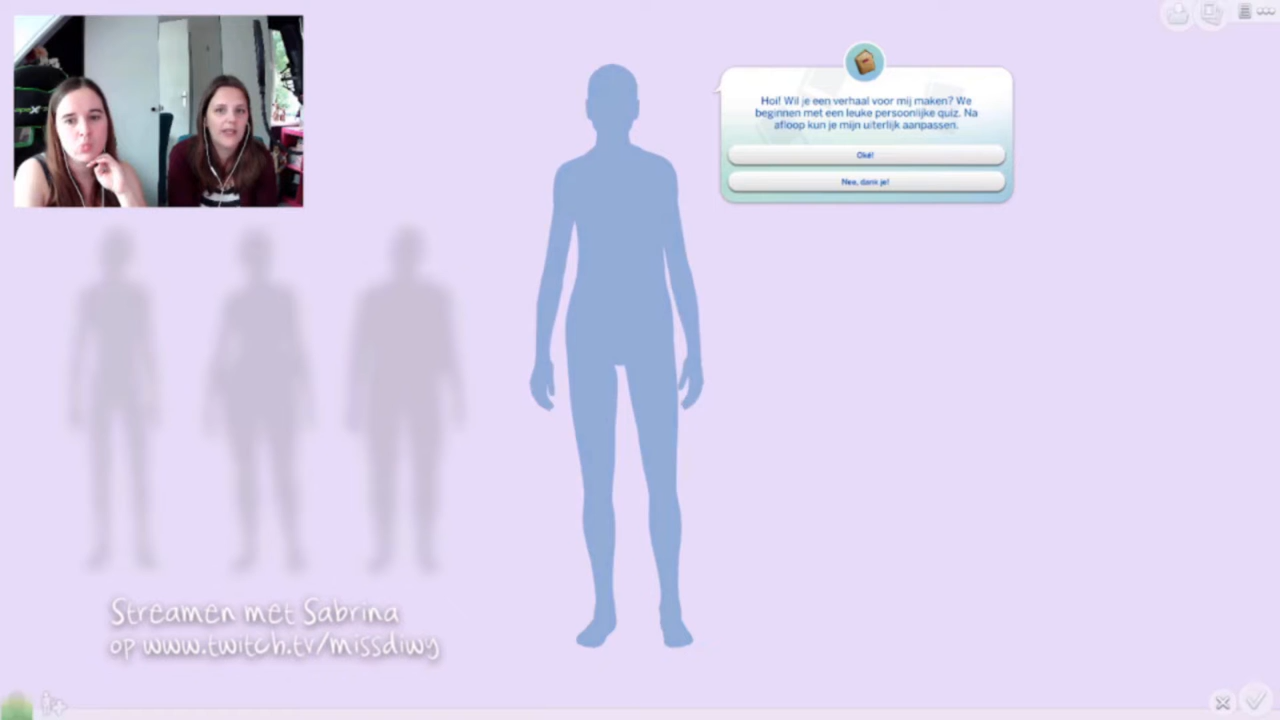 Hoi! Wil je een verhaal voor mij maken? We
beginnen met een leuke persoonlijke quiz. Na
afloop kun je mijn uiterlijk aanpassen.
Oké!
Nee, dank je!
Streamen met Sabrina
op www.twitch.tv/missdiwy